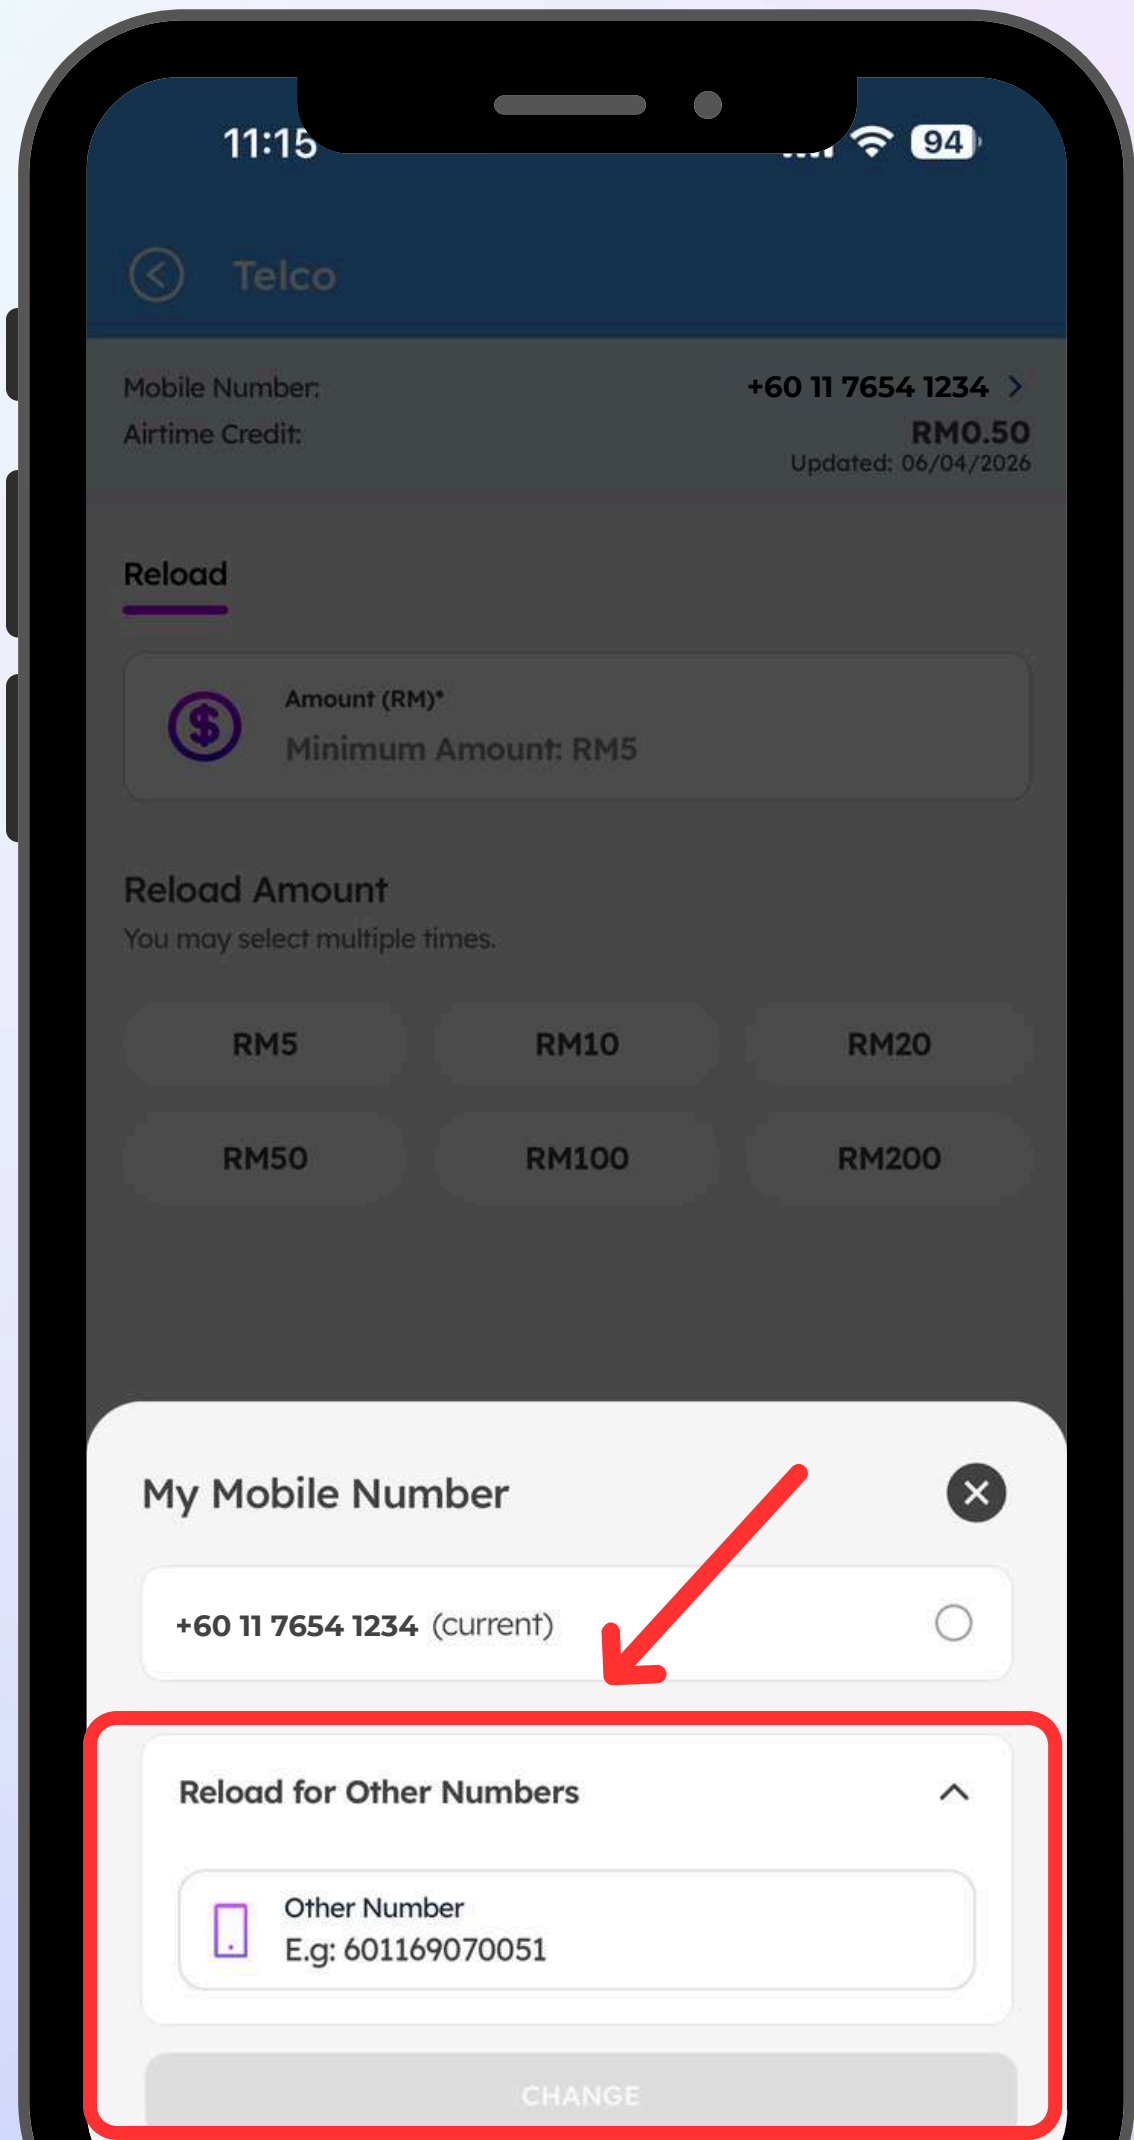 11:15
94
Telco
Mobile Number:
+60 11 7654 1234
Airtime Credit:
RM0.50
Updated: 06/04/2026
Reload
Amount (RM)*
Minimum Amount: RM5
Reload Amount
You may select multiple times.
RM5
RM10
RM20
RM50
RM100
RM200
My Mobile Number
+60 11 7654 1234 (current)
Reload for Other Numbers
Other Number
E.g: 601169070051
CHANGE